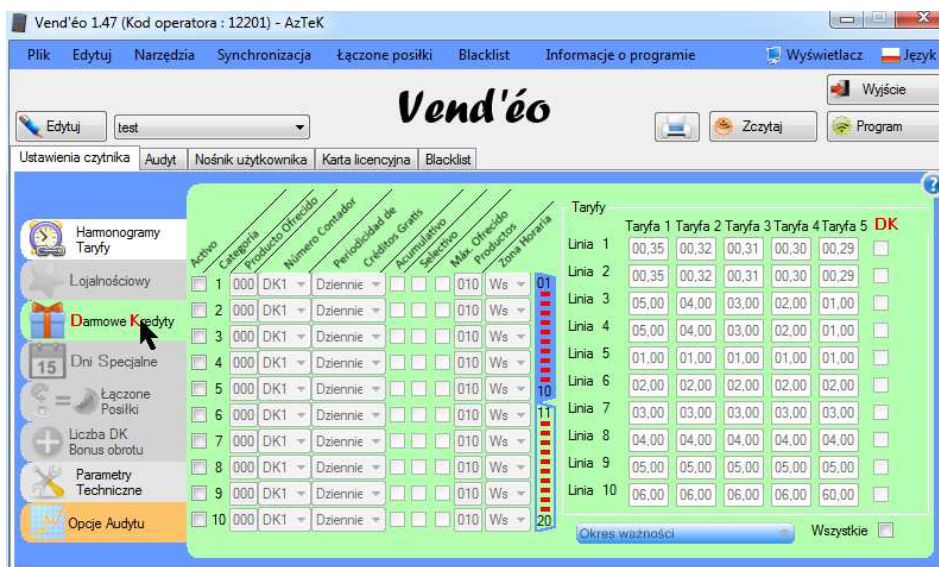 Vend'éo 1.47 (Kod operatora : 12201) - AzTeK
Plik Edytuj Narzędzia Synchronizacja Łączone posiłki Blacklist Informacje o programie Wyświetlacz Język
Vend'éo
Wyjście
Edytuj test Zczytaj Program
Ustawienia czytnika Audyt Nośnik użytkownika Karta licencyjna Blacklist
Harmonogramy
Taryfy
Lojalnościowy
Darmowe Kredyty
15 Dni Specjalne
Łączone
Posiłki
Liczba DK
Bonus obrotu
Parametry
Techniczne
Opcje Audytu
Activo
Categoría
Producto Ofrecido
Número Contador
Periodicidad de
Créditos Gratis
Acumulativo
Selectivo
Máx. Ofrecido
Productos
Zona Horaria
1 000 DK1 Dziennie 010 Ws 01
2 000 DK1 Dziennie 010 Ws
3 000 DK1 Dziennie 010 Ws
4 000 DK1 Dziennie 010 Ws
5 000 DK1 Dziennie 010 Ws 10
6 000 DK1 Dziennie 010 Ws 11
7 000 DK1 Dziennie 010 Ws
8 000 DK1 Dziennie 010 Ws
9 000 DK1 Dziennie 010 Ws
10 000 DK1 Dziennie 010 Ws 20
Taryfy
Taryfa 1 Taryfa 2 Taryfa 3 Taryfa 4 Taryfa 5 DK
Linia 1 00,35 00,32 00,31 00,30 00,29
Linia 2 00,35 00,32 00,31 00,30 00,29
Linia 3 05,00 04,00 03,00 02,00 01,00
Linia 4 05,00 04,00 03,00 02,00 01,00
Linia 5 01,00 01,00 01,00 01,00 01,00
Linia 6 02,00 02,00 02,00 02,00 02,00
Linia 7 03,00 03,00 03,00 03,00 03,00
Linia 8 04,00 04,00 04,00 04,00 04,00
Linia 9 05,00 05,00 05,00 05,00 05,00
Linia 10 06,00 06,00 06,00 06,00 60,00
Okres ważności Wszystkie